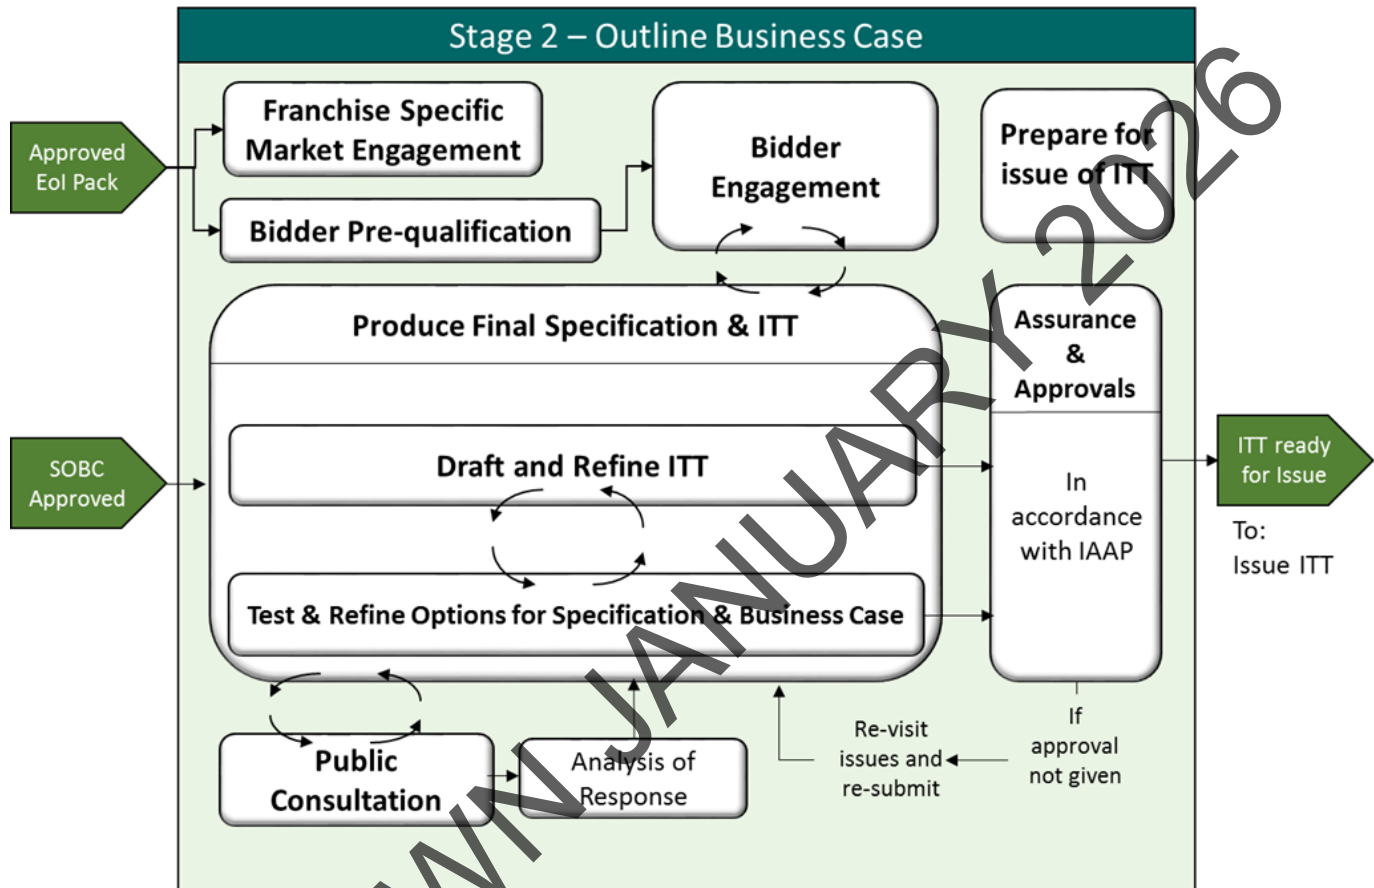 Stage 2 – Outline Business Case
Approved
EoI Pack
Franchise Specific
Market Engagement
Bidder Pre-qualification
Bidder
Engagement
Prepare for
issue of ITT
Produce Final Specification & ITT
Assurance
&
Approvals
SOBC
Approved
Draft and Refine ITT
In
accordance
with IAAP
ITT ready
for Issue
To:
Issue ITT
Test & Refine Options for Specification & Business Case
Public
Consultation
Analysis of
Response
Re-visit
issues and
re-submit
If
approval
not given
JANUARY 2026